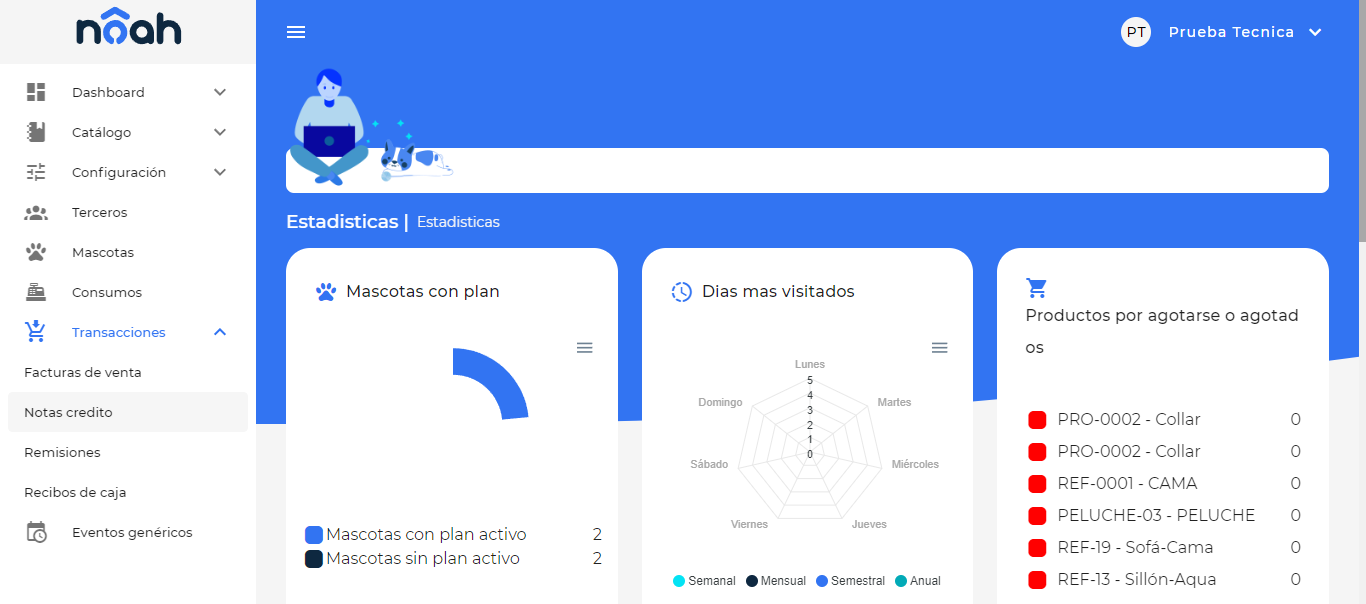 nôah
PT
Prueba Tecnica
Dashboard
Catálogo
Configuración
Terceros
Mascotas
Consumos
Transacciones
Facturas de venta
Notas credito
Remisiones
Recibos de caja
Eventos genéricos
Estadisticas | Estadisticas
Mascotas con plan
Mascotas con plan activo 2
Mascotas sin plan activo 2
Dias mas visitados
Lunes
5
Domingo
4
Martes
3
2
1
Sábado
0
Miércoles
Viernes
Jueves
Semanal Mensual Semestral Anual
Productos por agotarse o agotad
os
PRO-0002 - Collar 0
PRO-0002 - Collar 0
REF-0001 - CAMA 0
PELUCHE-03 - PELUCHE 0
REF-19 - Sofá-Cama 0
REF-13 - Sillón-Aqua 0